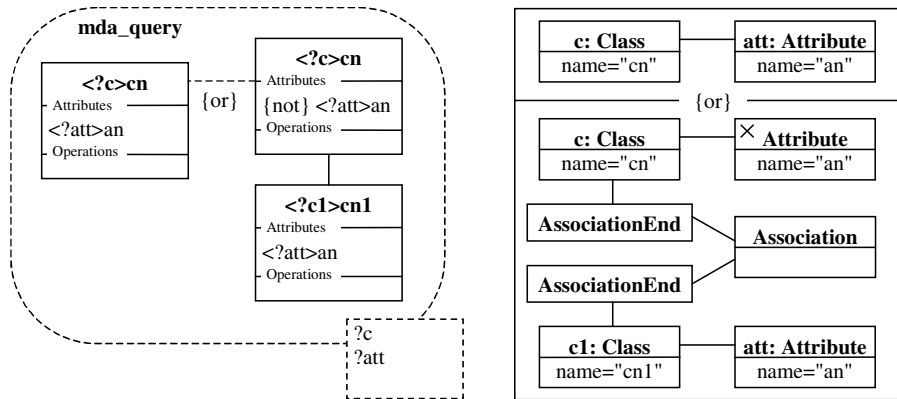 mda_query
<?c>cn
Attributes
<?att>an
Operations
{or}
<?c>cn
Attributes
{not} <?att>an
Operations
<?c1>cn1
Attributes
<?att>an
Operations
?c
?att
c: Class
name="cn"
att: Attribute
name="an"
{or}
c: Class
name="cn"
Attribute
name="an"
AssociationEnd
Association
AssociationEnd
c1: Class
name="cn1"
att: Attribute
name="an"